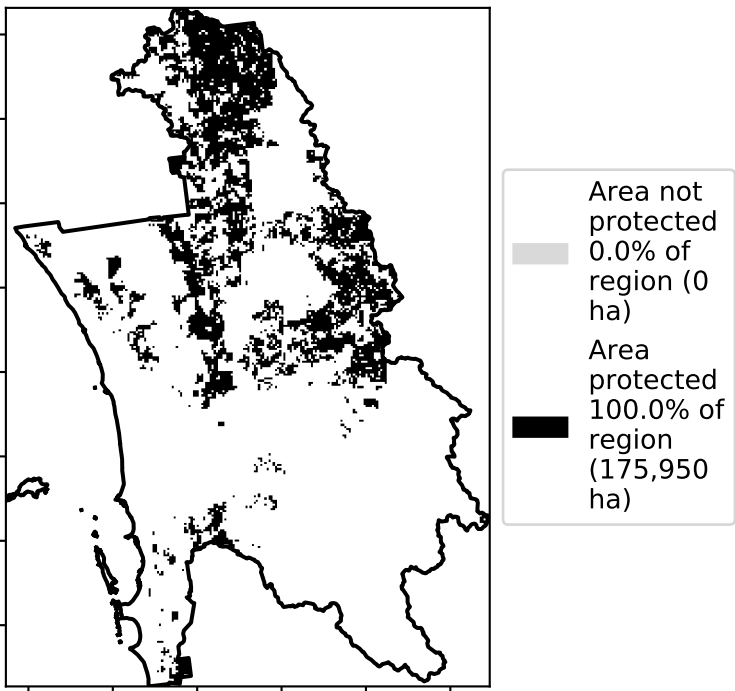 Area not
protected
0.0% of
region (0
ha)
Area
protected
100.0% of
region
(175,950
ha)